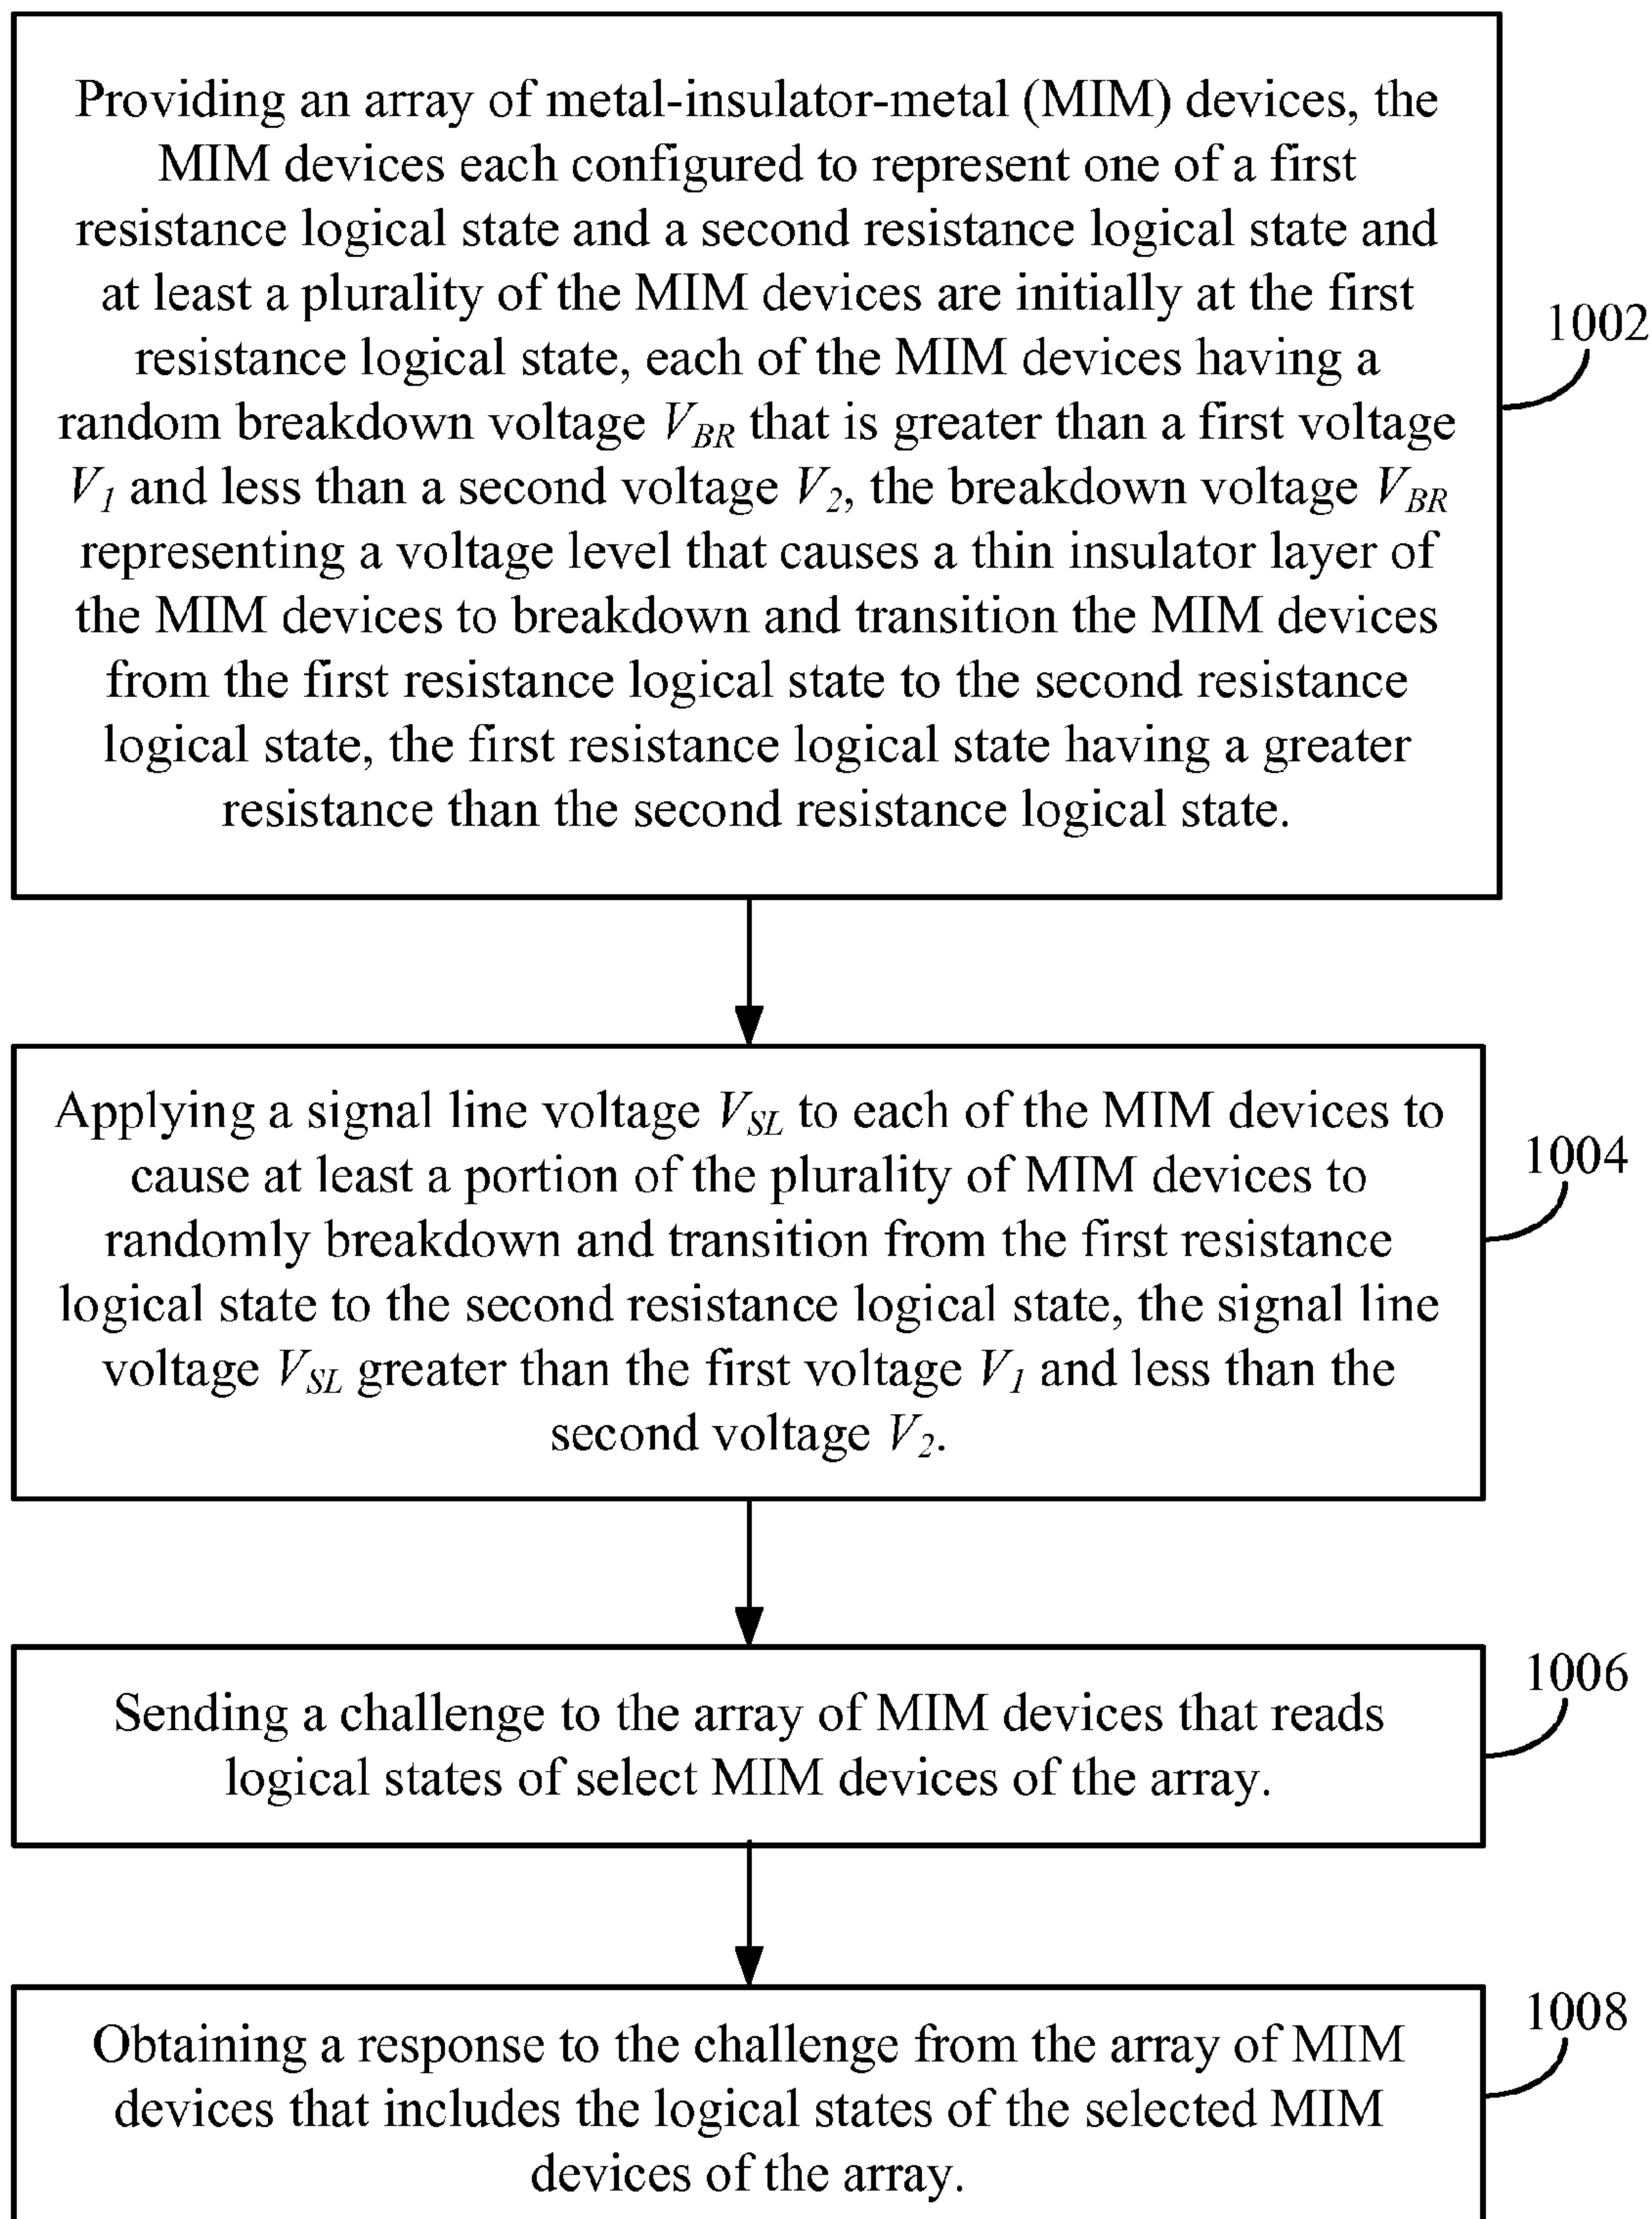 Providing an array of metal-insulator-metal (MIM) devices, the
MIM devices each configured to represent one of a first
resistance logical state and a second resistance logical state and
at least a plurality of the MIM devices are initially at the first
resistance logical state, each of the MIM devices having a
random breakdown voltage VBR that is greater than a first voltage
V1 and less than a second voltage V2, the breakdown voltage VBR
representing a voltage level that causes a thin insulator layer of
the MIM devices to breakdown and transition the MIM devices
from the first resistance logical state to the second resistance
logical state, the first resistance logical state having a greater
resistance than the second resistance logical state.
1002
Applying a signal line voltage VSL to each of the MIM devices to
cause at least a portion of the plurality of MIM devices to
randomly breakdown and transition from the first resistance
logical state to the second resistance logical state, the signal line
voltage VSL greater than the first voltage V1 and less than the
second voltage V2.
1004
Sending a challenge to the array of MIM devices that reads
logical states of select MIM devices of the array.
1006
Obtaining a response to the challenge from the array of MIM
devices that includes the logical states of the selected MIM
devices of the array.
1008